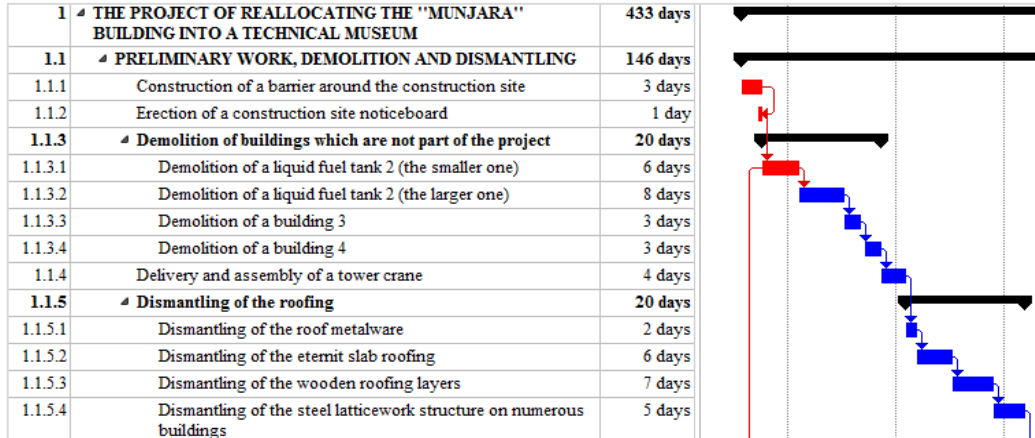 1 THE PROJECT OF REALLOCATING THE "MUNJARA" 433 days
BUILDING INTO A TECHNICAL MUSEUM
1.1 PRELIMINARY WORK, DEMOLITION AND DISMANTLING 146 days
1.1.1 Construction of a barrier around the construction site 3 days
1.1.2 Erection of a construction site noticeboard 1 day
1.1.3 Demolition of buildings which are not part of the project 20 days
1.1.3.1 Demolition of a liquid fuel tank 2 (the smaller one) 6 days
1.1.3.2 Demolition of a liquid fuel tank 2 (the larger one) 8 days
1.1.3.3 Demolition of a building 3 3 days
1.1.3.4 Demolition of a building 4 3 days
1.1.4 Delivery and assembly of a tower crane 4 days
1.1.5 Dismantling of the roofing 20 days
1.1.5.1 Dismantling of the roof metalware 2 days
1.1.5.2 Dismantling of the eternit slab roofing 6 days
1.1.5.3 Dismantling of the wooden roofing layers 7 days
1.1.5.4 Dismantling of the steel latticework structure on numerous 5 days
buildings